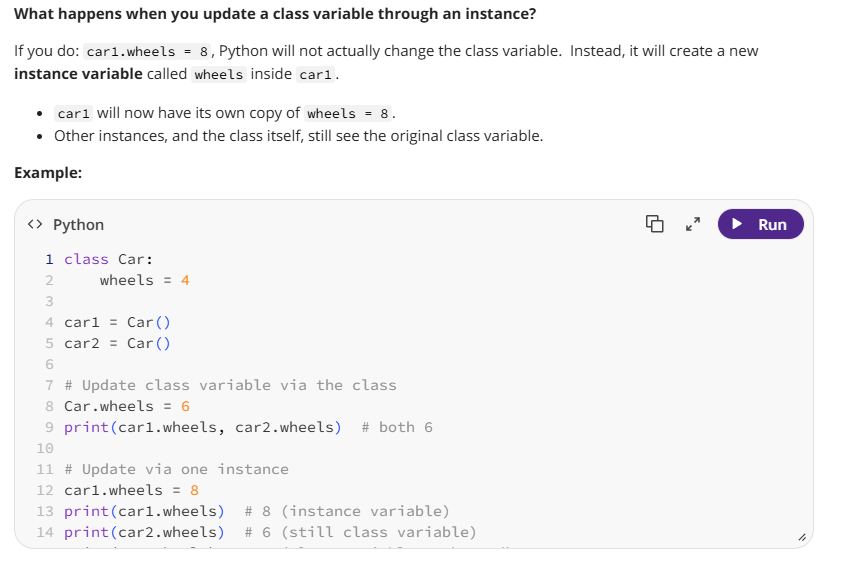 What happens when you update a class variable through an instance?
If you do: car1.wheels = 8, Python will not actually change the class variable. Instead, it will create a new
instance variable called wheels inside car1.
• car1 will now have its own copy of wheels = 8.
• Other instances, and the class itself, still see the original class variable.
Example:
<> Python Run
1 class Car:
2     wheels = 4
3
4 car1 = Car()
5 car2 = Car()
6
7 # Update class variable via the class
8 Car.wheels = 6
9 print(car1.wheels, car2.wheels)  # both 6
10
11 # Update via one instance
12 car1.wheels = 8
13 print(car1.wheels)  # 8 (instance variable)
14 print(car2.wheels)  # 6 (still class variable)